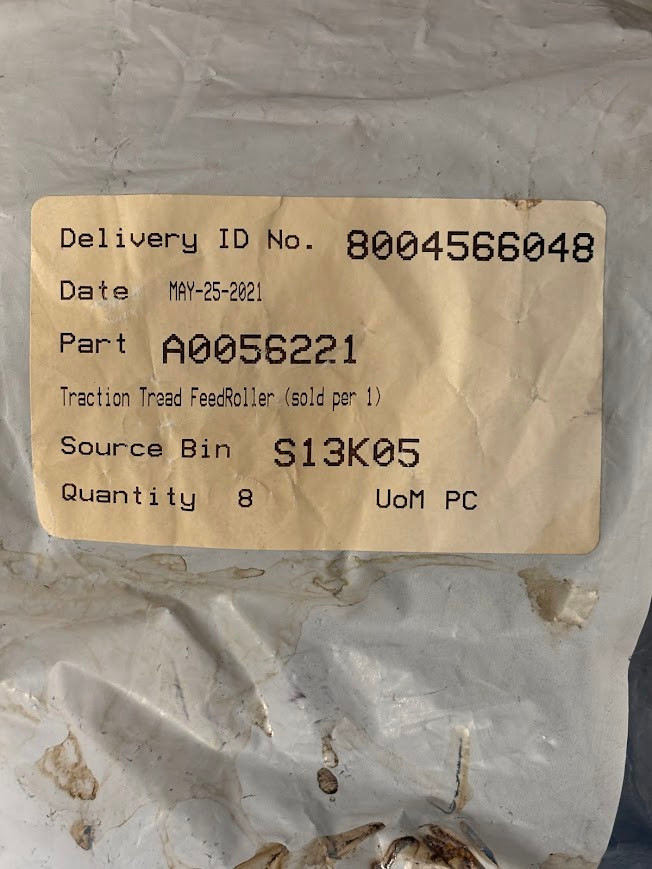 Delivery ID No. 8004566048
Date MAY-25-2021
Part A0056221
Traction Tread FeedRoller (sold per 1)
Source Bin S13K05
Quantity 8 UoM PC